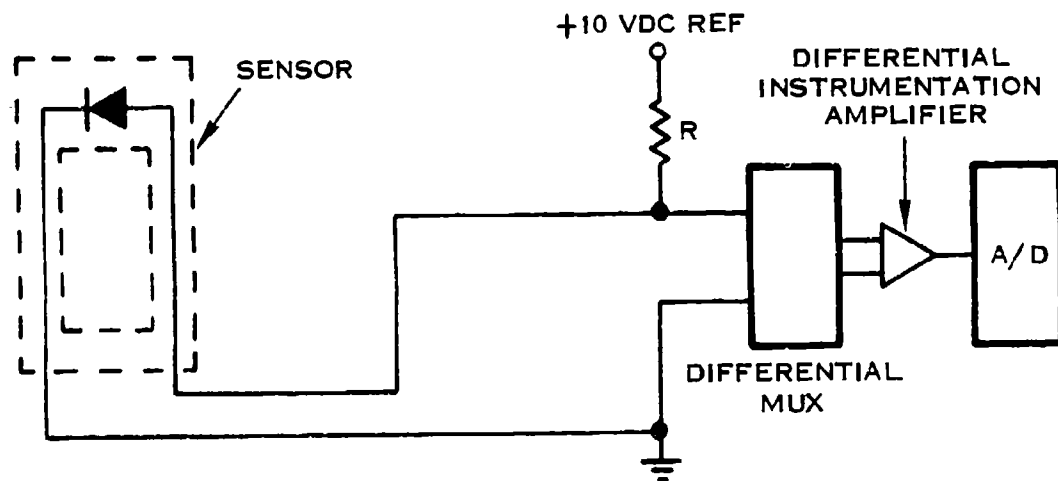 +10 VDC REF
SENSOR
R
DIFFERENTIAL
INSTRUMENTATION
AMPLIFIER
A/D
DIFFERENTIAL
MUX